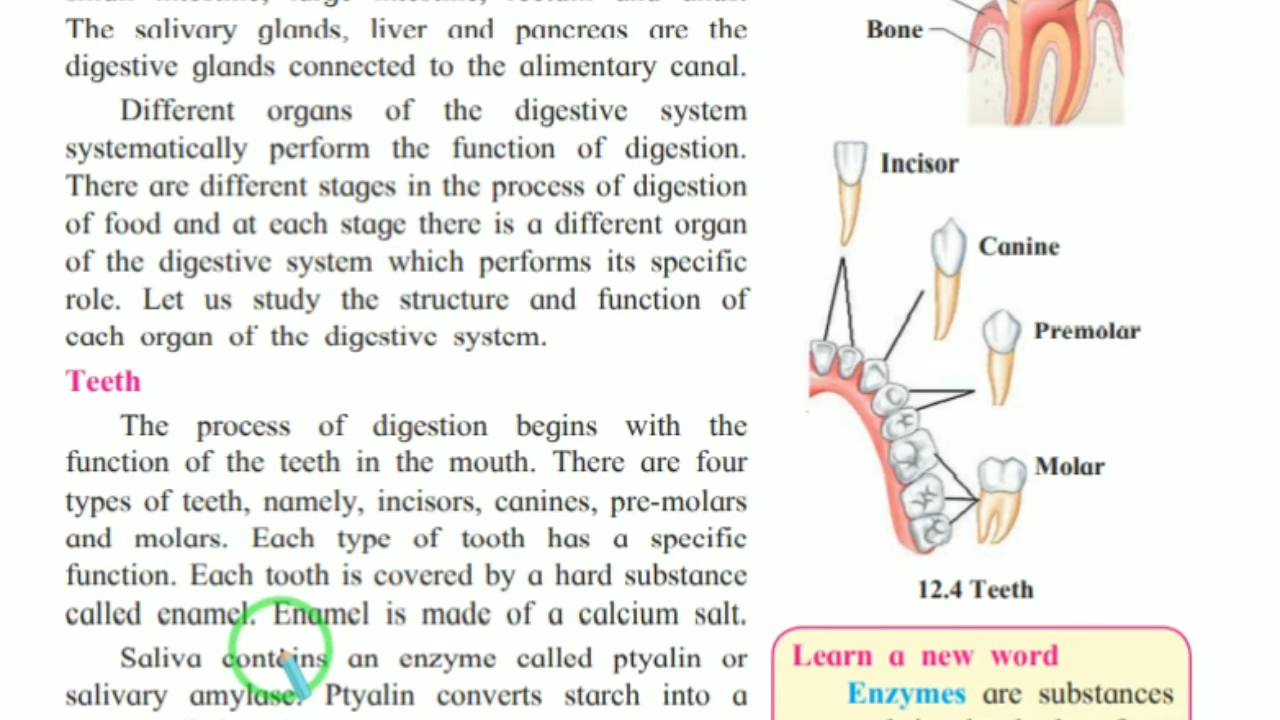 The salivary glands, liver and pancreas are the
digestive glands connected to the alimentary canal.
Different organs of the digestive system
systematically perform the function of digestion.
There are different stages in the process of digestion
of food and at each stage there is a different organ
of the digestive system which performs its specific
role. Let us study the structure and function of
each organ of the digestive system.
Teeth
The process of digestion begins with the
function of the teeth in the mouth. There are four
types of teeth, namely, incisors, canines, pre-molars
and molars. Each type of tooth has a specific
function. Each tooth is covered by a hard substance
called enamel. Enamel is made of a calcium salt.
Saliva contains an enzyme called ptyalin or
salivary amylase. Ptyalin converts starch into a
Bone
Incisor
Canine
Premolar
Molar
12.4 Teeth
Learn a new word
Enzymes are substances